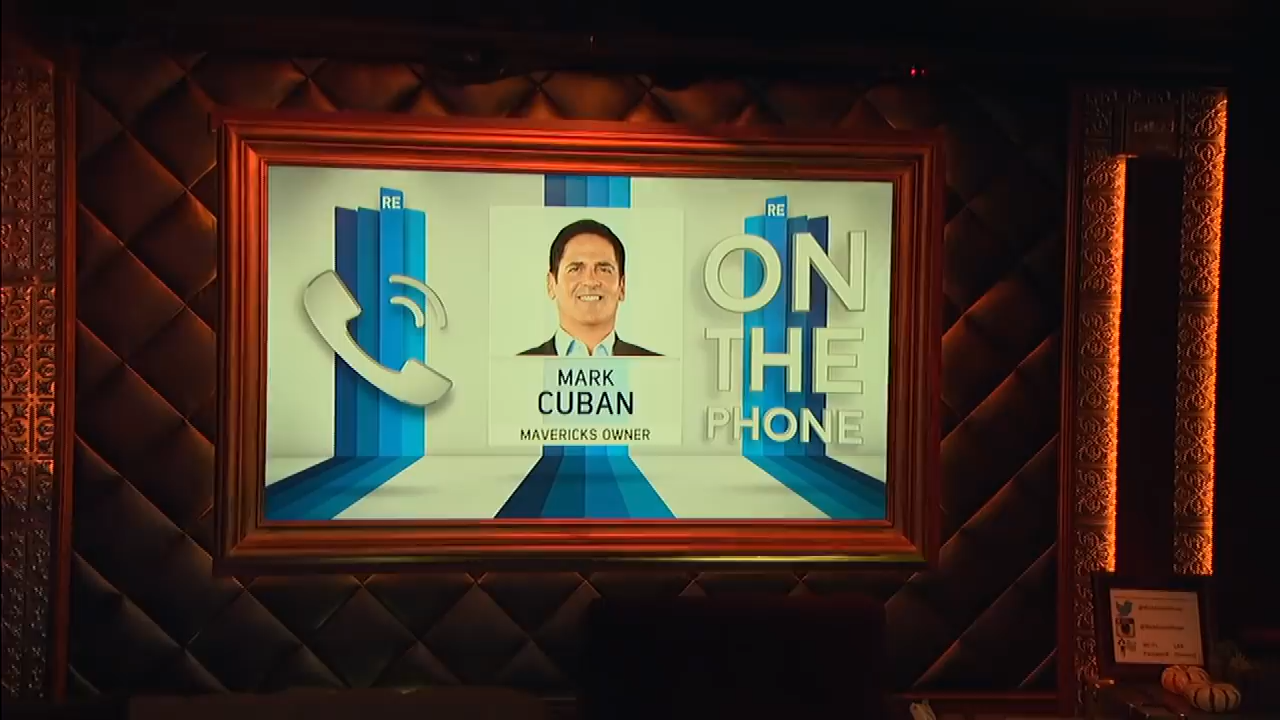 RE
MARK
CUBAN
MAVERICKS OWNER
RE
ON
THE
PHONE